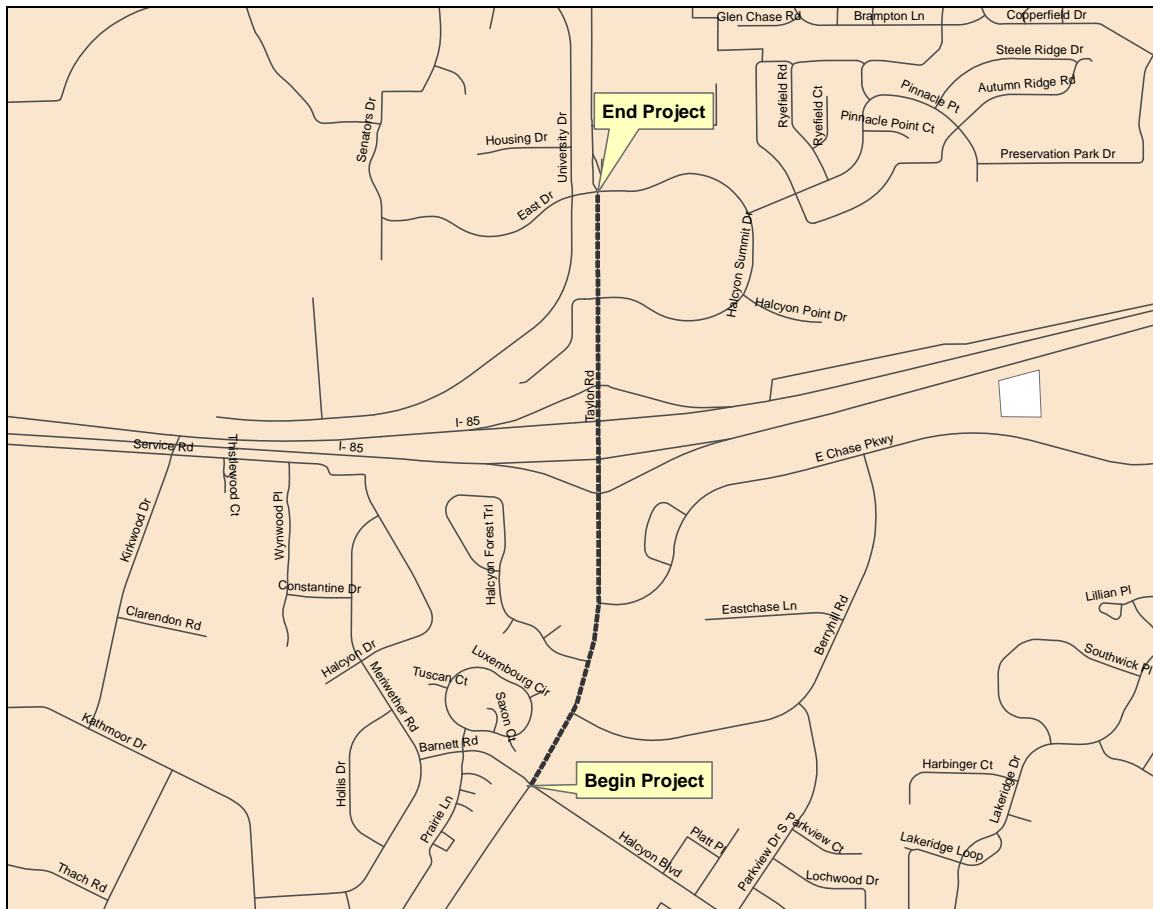 Glen Chase Rd
Brampton Ln
Copperfield Dr
Steele Ridge Dr
Autumn Ridge Rd
Pinnacle Pt
Ryefield Rd
Ryefield Ct
Pinnacle Point Ct
Preservation Park Dr
End Project
Senators Dr
Housing Dr
University Dr
East Dr
Halcyon Summit Dr
Halcyon Point Dr
Taylor Rd
I- 85
I- 85
Service Rd
Thistlewood Ct
E Chase Pkwy
Kirkwood Dr
Wynwood Pl
Halcyon Forest Trl
Constantine Dr
Clarendon Rd
Eastchase Ln
Berryhill Rd
Lillian Pl
Southwick Pl
Halcyon Dr
Meriwether Rd
Tuscan Ct
Luxembourg Cir
Saxon Ct
Kathmoor Dr
Barnett Rd
Hollis Dr
Begin Project
Harbinger Ct
Lakeridge Dr
Prairie Ln
Halcyon Blvd
Platt P
Parkview Dr S
Parkview Ct
Lakeridge Loop
Lochwood Dr
Thach Rd